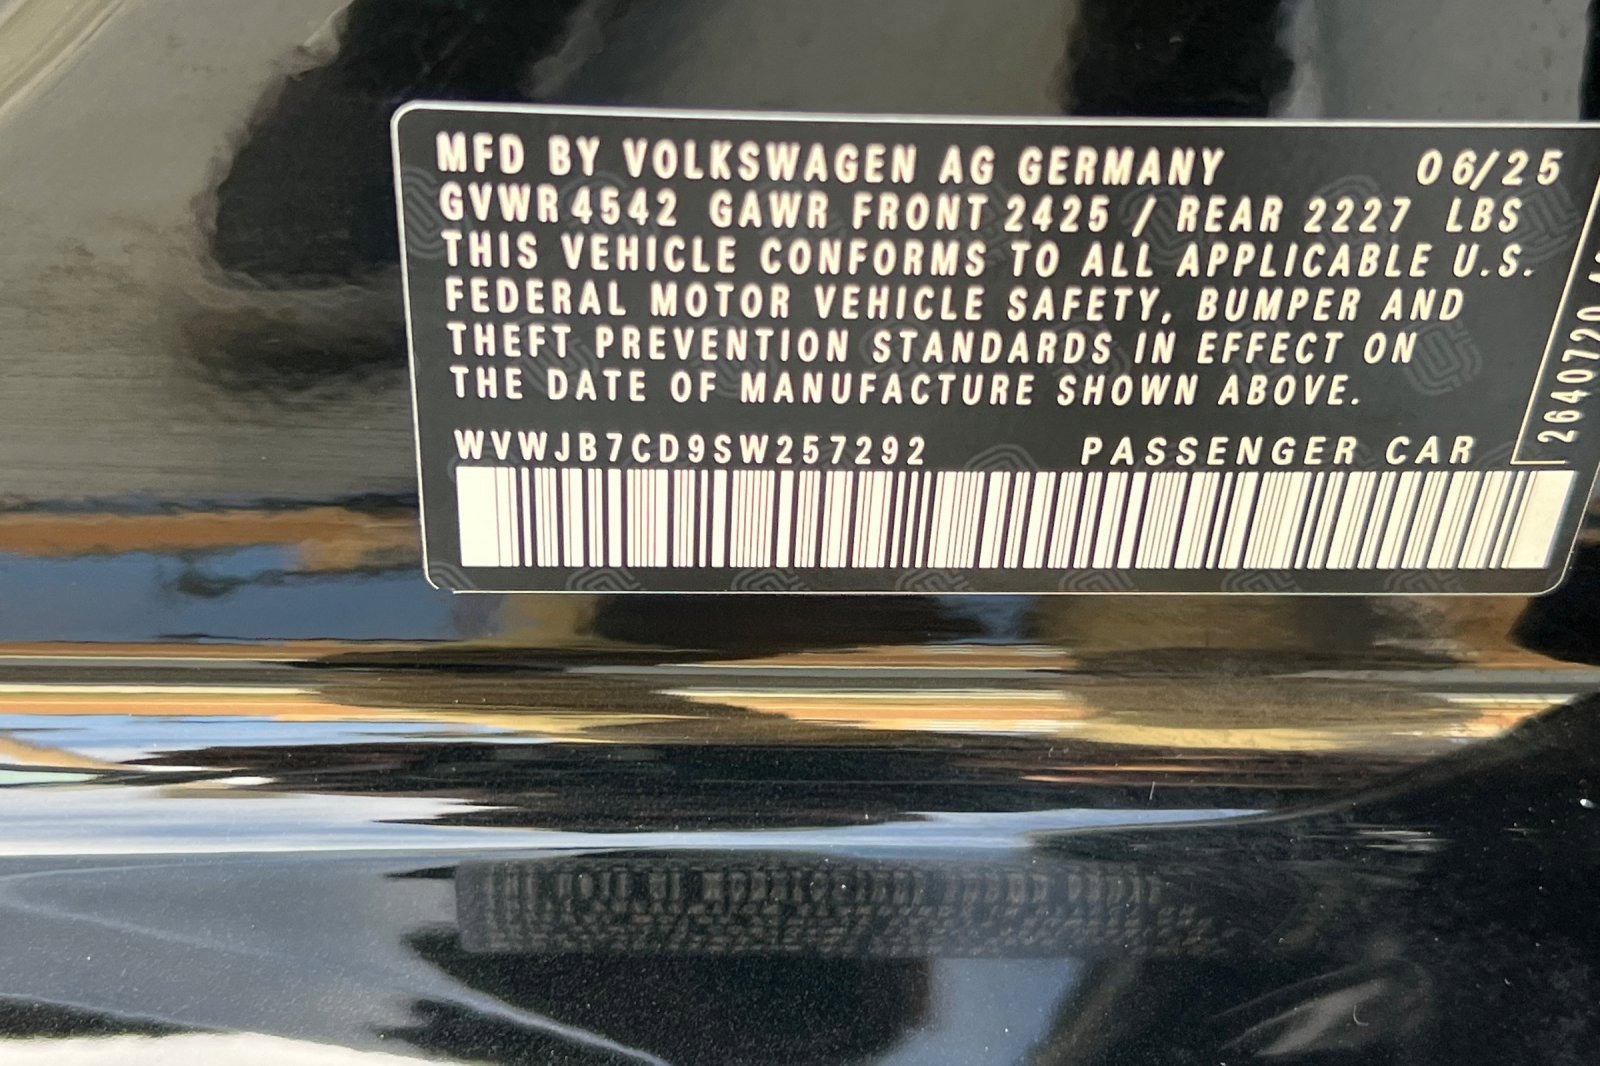 MFD BY VOLKSWAGEN AG GERMANY 06/25
GVWR 4542 GAWR FRONT 2425 / REAR 2227 LBS
THIS VEHICLE CONFORMS TO ALL APPLICABLE U.S.
FEDERAL MOTOR VEHICLE SAFETY, BUMPER AND
THEFT PREVENTION STANDARDS IN EFFECT ON
THE DATE OF MANUFACTURE SHOWN ABOVE.
WVWJB7CD9SW257292 PASSENGER CAR
2640720